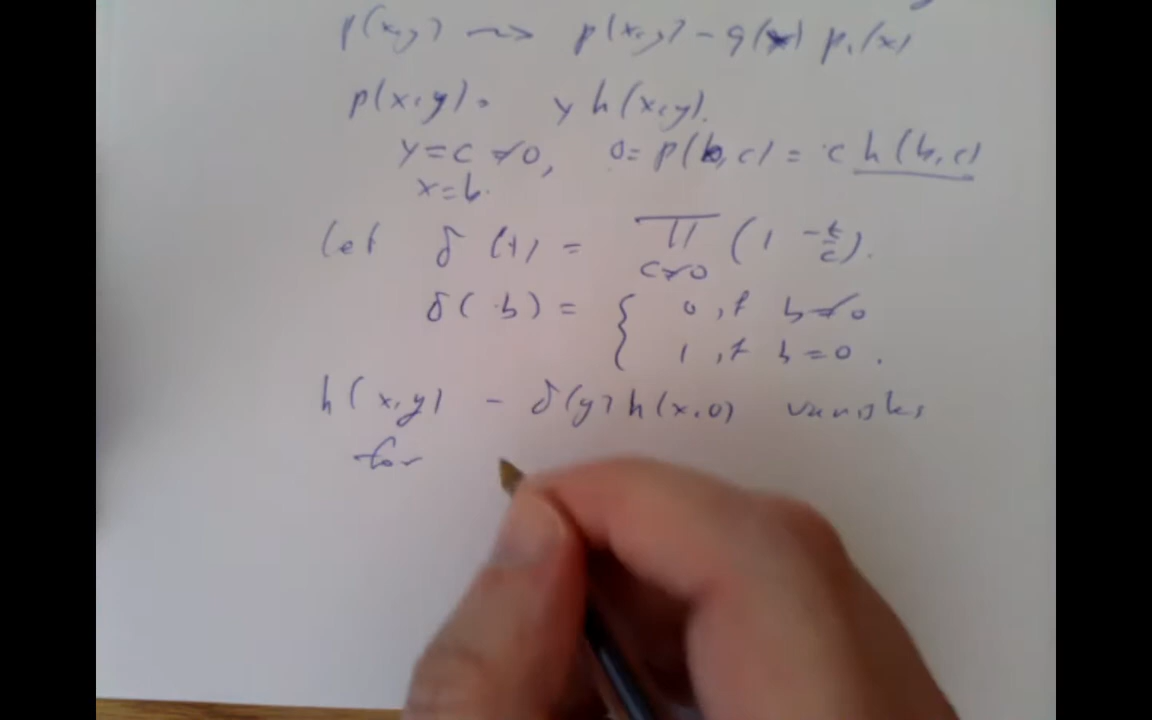 p(x,y) ⇝ p(x,y) - q(x) p₁(x)
p(x,y) = y h(x,y).
y = c ≠ 0, 0 = p(b,c) = c h(b,c)
x = b.
let δ(t) = ∏_{c≠0} (1 - t/c).
δ(b) = { 0, if b ≠ 0
1, if b = 0.
h(x,y) - δ(y) h(x,0) vanishes
for